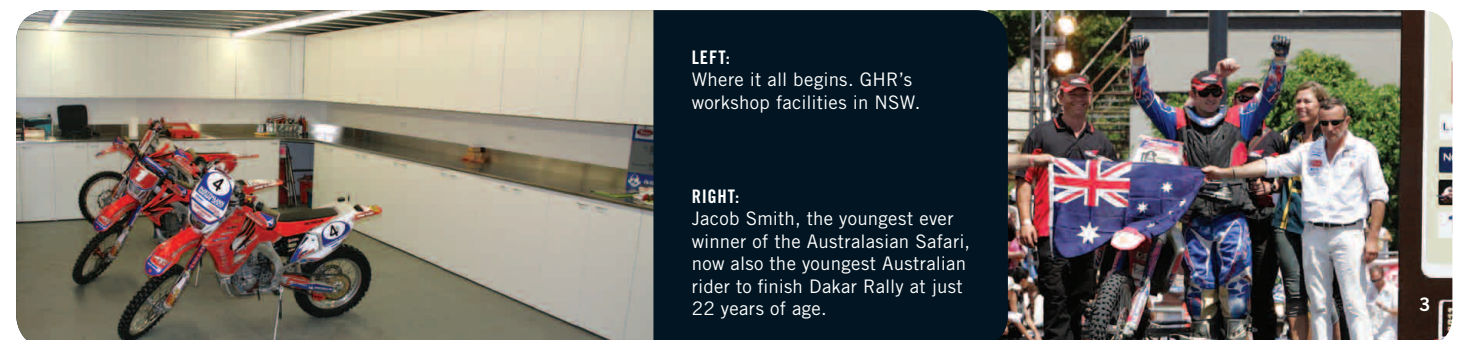 LEFT:
Where it all begins. GHR’s
workshop facilities in NSW.
RIGHT:
Jacob Smith, the youngest ever
winner of the Australasian Safari,
now also the youngest Australian
rider to finish Dakar Rally at just
22 years of age.
4
1
4
3